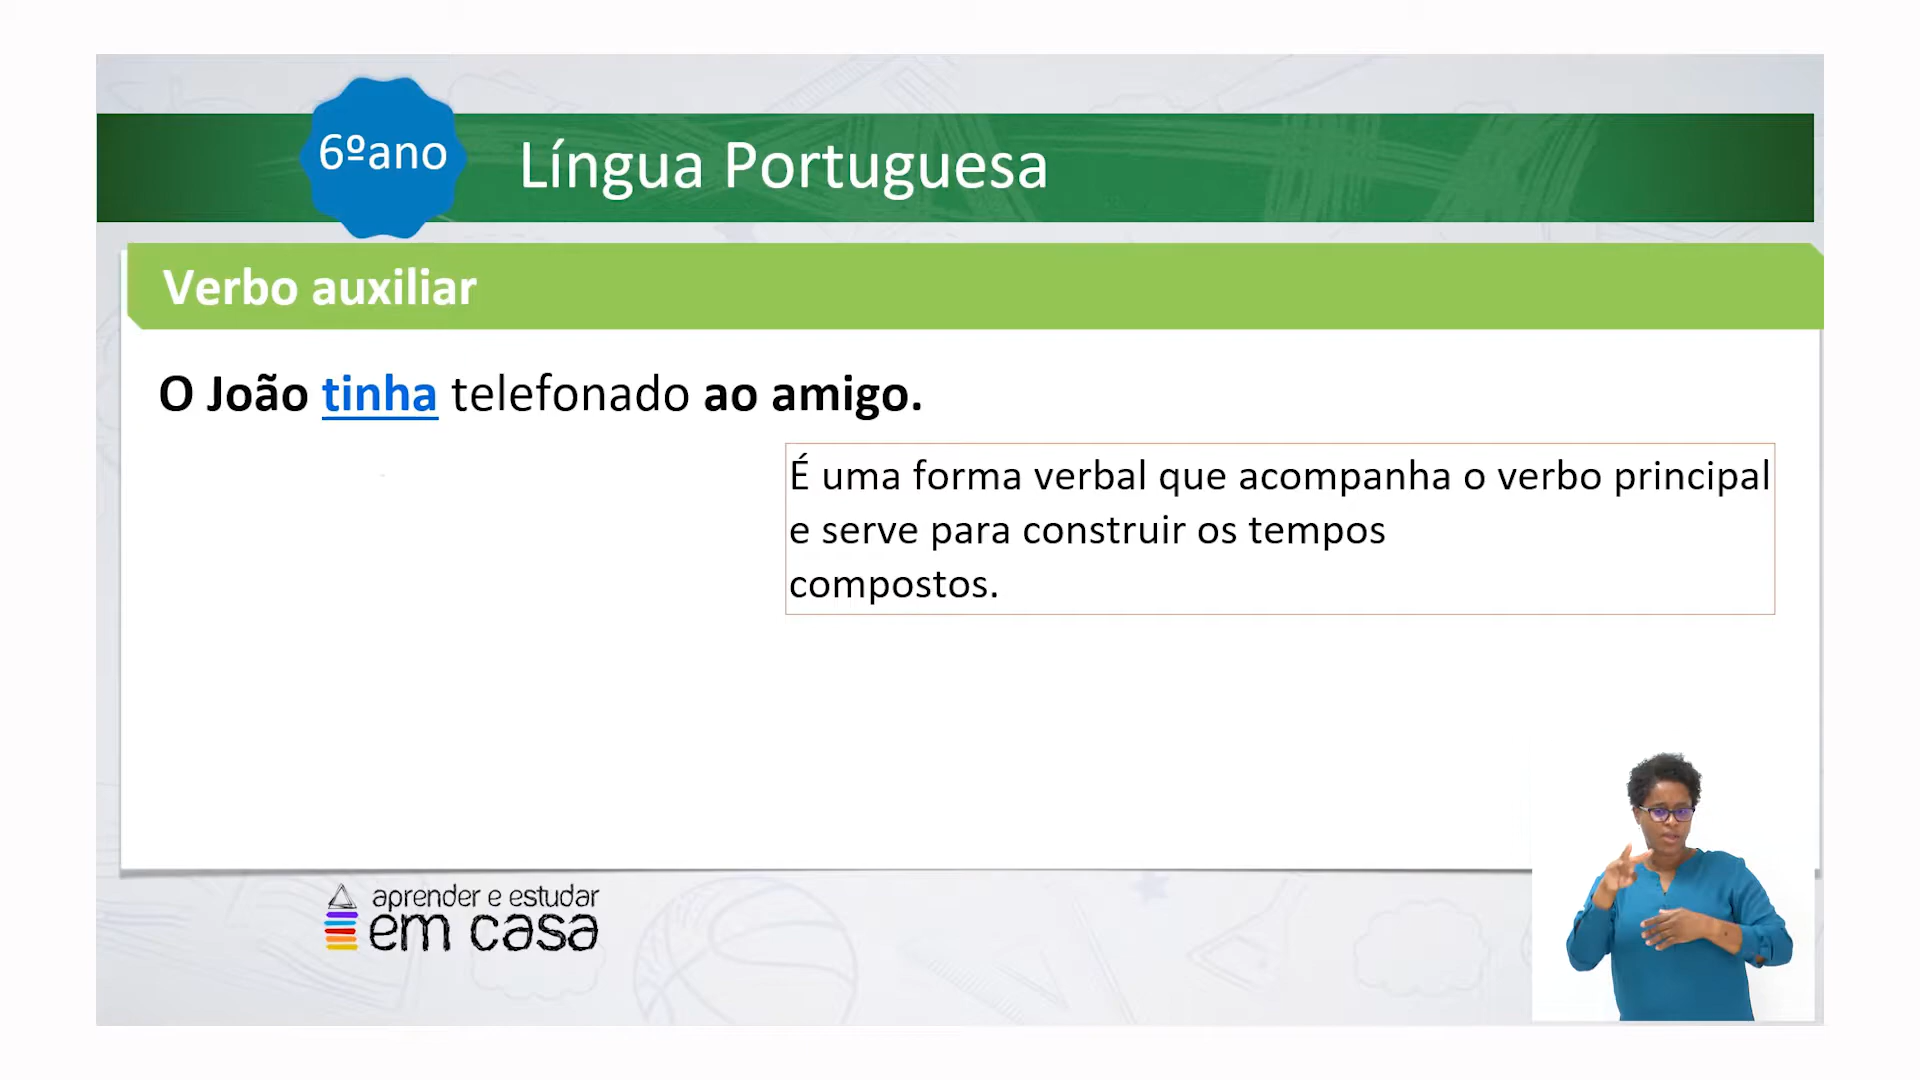 6ºano
Língua Portuguesa
Verbo auxiliar
O João tinha telefonado ao amigo.
É uma forma verbal que acompanha o verbo principal
e serve para construir os tempos
compostos.
aprender e estudar
em casa